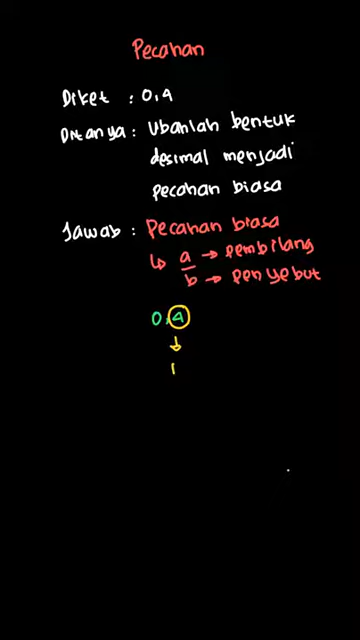 Pecahan
Diket : 0,4
Ditanya : Ubahlah bentuk
desimal menjadi
pecahan biasa
Jawab : Pecahan biasa
↳ a → pembilang
b → penyebut
0,4
↓
1